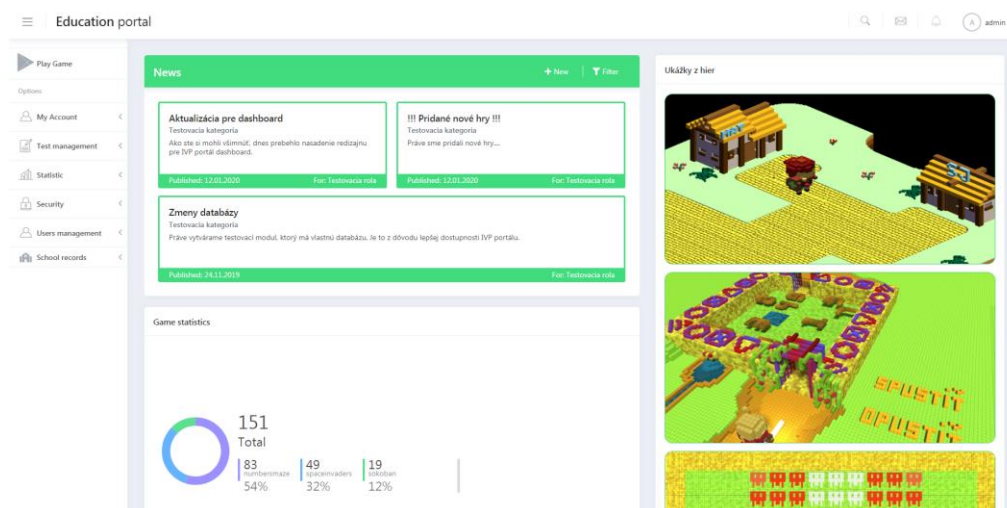 Education portal
admin
Play Game
Options
My Account
Test management
Statistic
Security
Users management
School records
News
New
Filter
Aktualizácia pre dashboard
Testovacia kategoria
Ako ste si mohli všimnúť, dnes prebehlo nasadenie redizajnu
pre IVP portál dashboard.
Published: 12.01.2020
For: Testovacia rola
!!! Pridané nové hry !!!
Testovacia kategoria
Práve sme pridali nové hry...
Published: 12.01.2020
For: Testovacia rola
Zmeny databázy
Testovacia kategoria
Práve vytvárame testovací modul, ktorý má vlastnú databázu. Je to z dôvodu lepšej dostupnosti IVP portálu.
Published: 24.11.2019
For: Testovacia rola
Game statistics
151
Total
83
numbersmaze
54%
49
spaceinvaders
32%
19
sokoban
12%
Ukážky z hier
SJ
SPUSTIŤ
OPUSTIŤ